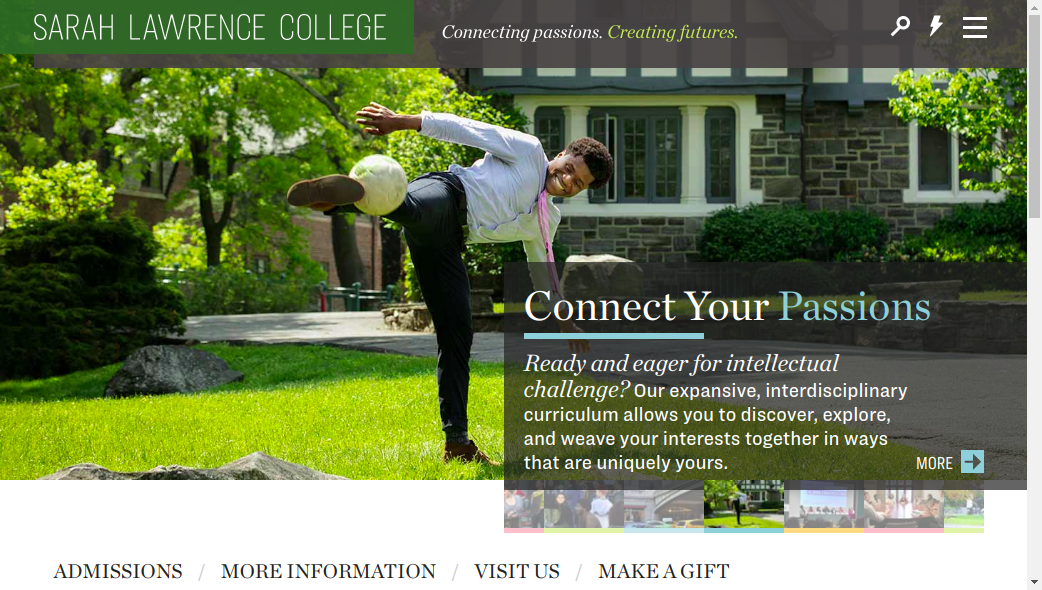 SARAH LAWRENCE COLLEGE
Connecting passions. Creating futures.
Connect Your Passions
Ready and eager for intellectual
challenge? Our expansive, interdisciplinary
curriculum allows you to discover, explore,
and weave your interests together in ways
that are uniquely yours.
MORE
ADMISSIONS / MORE INFORMATION / VISIT US / MAKE A GIFT